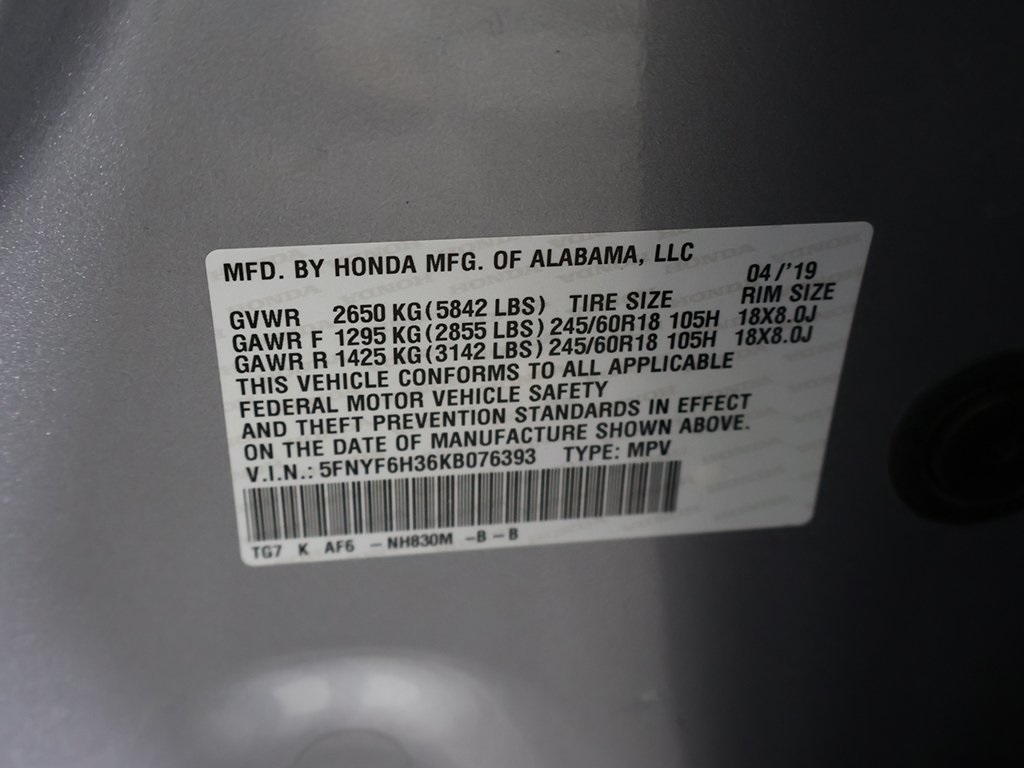 MFD. BY HONDA MFG. OF ALABAMA, LLC
04/'19
GVWR 2650 KG (5842 LBS) TIRE SIZE RIM SIZE
GAWR F 1295 KG (2855 LBS) 245/60R18 105H 18X8.0J
GAWR R 1425 KG (3142 LBS) 245/60R18 105H 18X8.0J
THIS VEHICLE CONFORMS TO ALL APPLICABLE
FEDERAL MOTOR VEHICLE SAFETY
AND THEFT PREVENTION STANDARDS IN EFFECT
ON THE DATE OF MANUFACTURE SHOWN ABOVE.
V.I.N.: 5FNYF6H36KB076393 TYPE: MPV
TG7 K AF6 -NH830M -B-B